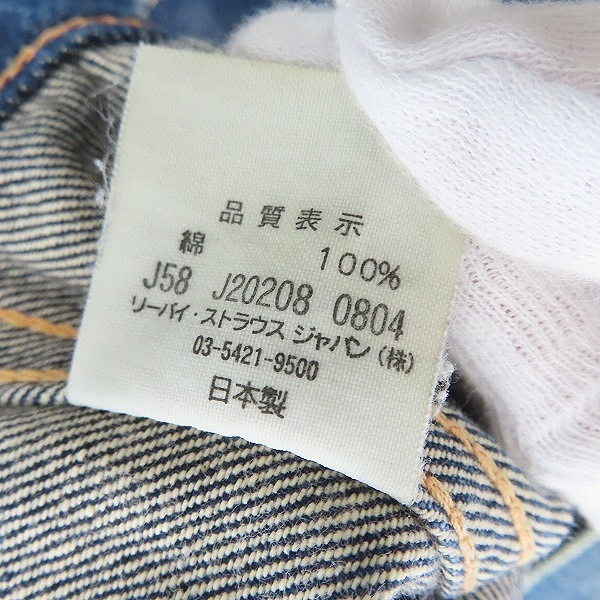 品質表示
綿 100%
J58 J20208 0804
リーバイ・ストラウス ジャパン(株)
03-5421-9500
日本製